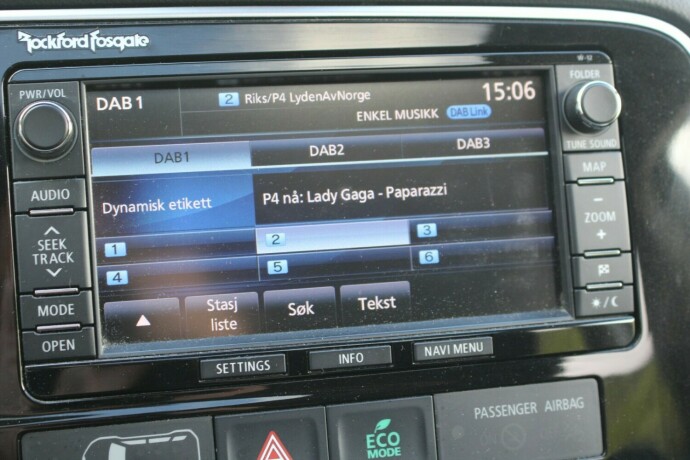 Rockford Fosgate
W-17
PWR/VOL
FOLDER
DAB 1
2 Riks/P4 LydenAvNorge
15:06
ENKEL MUSIKK DAB Link
TUNE SOUND
DAB1 DAB2 DAB3
MAP
AUDIO
Dynamisk etikett
P4 nå: Lady Gaga - Paparazzi
− ZOOM +
SEEK
TRACK
1 2 3
4 5 6
MODE
▲ Stasj
liste Søk Tekst
OPEN
SETTINGS INFO NAVI MENU
ECO
MODE
PASSENGER AIRBAG